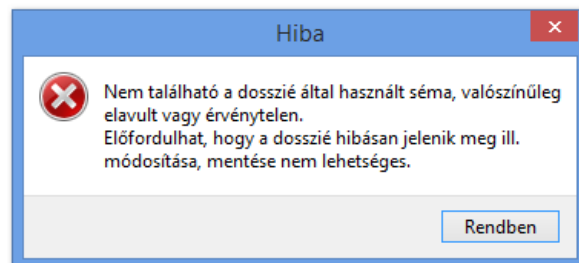 Hiba
Nem található a dosszié által használt séma, valószínűleg
elavult vagy érvénytelen.
Előfordulhat, hogy a dosszié hibásan jelenik meg ill.
módosítása, mentése nem lehetséges.
Rendben